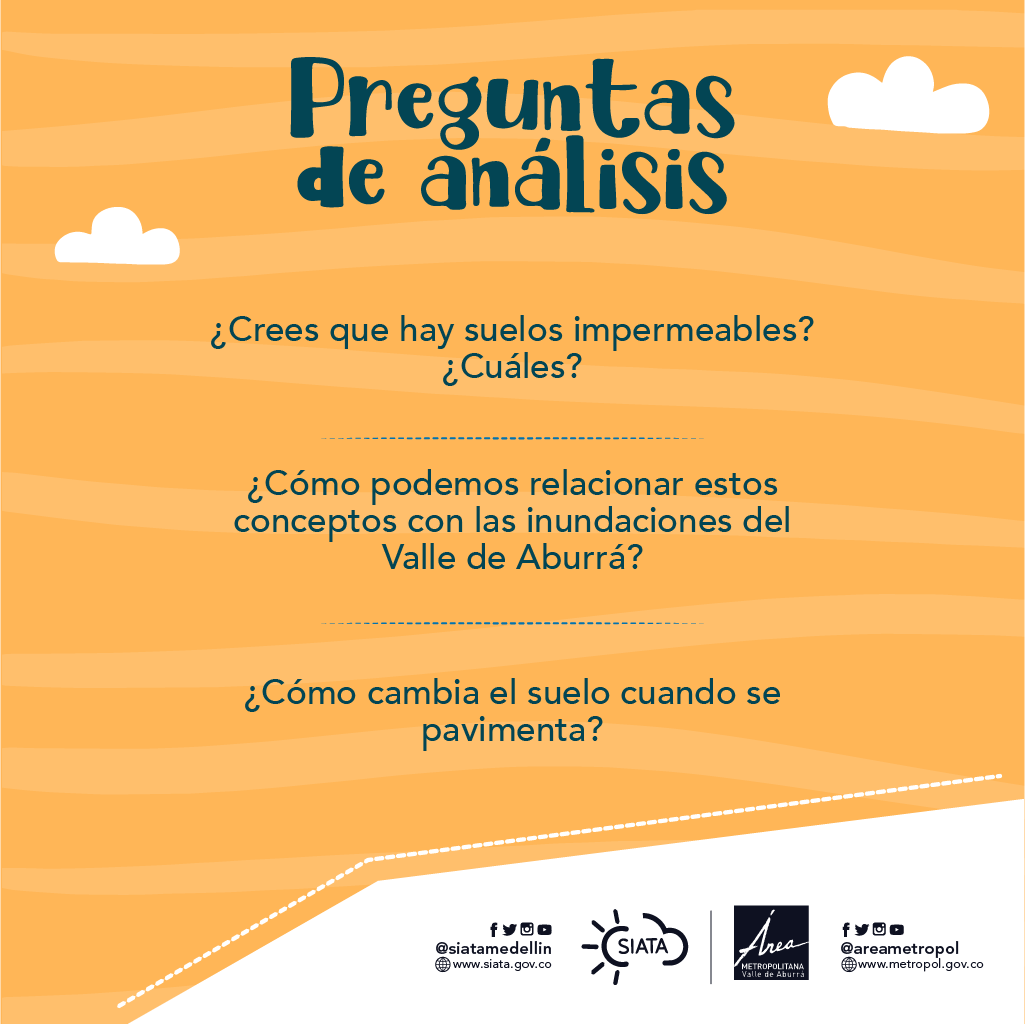 Preguntas
de análisis
¿Crees que hay suelos impermeables?
¿Cuáles?
¿Cómo podemos relacionar estos
conceptos con las inundaciones del
Valle de Aburrá?
¿Cómo cambia el suelo cuando se
pavimenta?
@siatamedellin
www.siata.gov.co
SIATA
Área
METROPOLITANA
Valle de Aburrá
@areametropol
www.metropol.gov.co